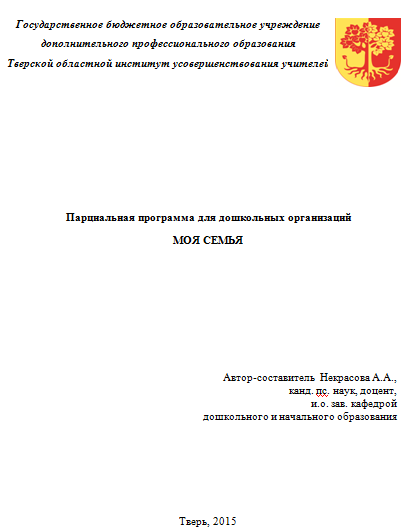 Государственное бюджетное образовательное учреждение
дополнительного профессионального образования
Тверской областной институт усовершенствования учителей
Парциальная программа для дошкольных организаций
МОЯ СЕМЬЯ
Автор-составитель Некрасова А.А.,
канд. пс. наук, доцент,
и.о. зав. кафедрой
дошкольного и начального образования
Тверь, 2015